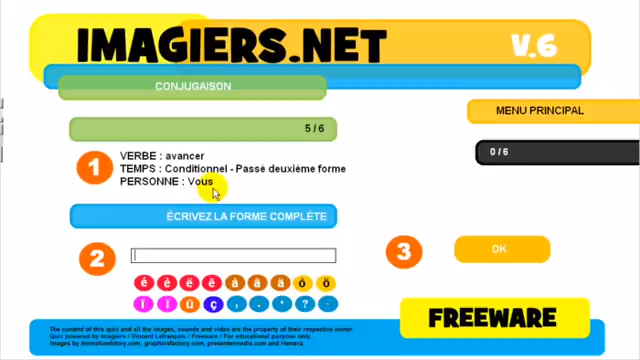 IMAGIERS.NET
V.6
CONJUGAISON
MENU PRINCIPAL
5 / 6
0 / 6
1
VERBE : avancer
TEMPS : Conditionnel - Passé deuxième forme
PERSONNE : Vous
ÉCRIVEZ LA FORME COMPLÈTE
2
3
OK
FREEWARE
The content of this quiz and all the images, sounds and video are the property of their respective owner.
Quiz powered by Imagiers / Vincent Lefrançois / Freeware / For educational purpose only.
Images by Animationfstory.com, graphicsfactory.com, presentermedia.com and Hemera.